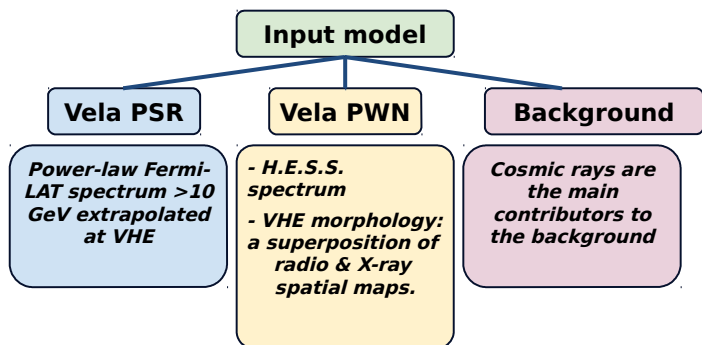 Input model
Vela PSR
Power-law Fermi-
LAT spectrum >10
GeV extrapolated
at VHE
Vela PWN
- H.E.S.S.
spectrum
- VHE morphology:
a superposition of
radio & X-ray
spatial maps.
Background
Cosmic rays are
the main
contributors to
the background